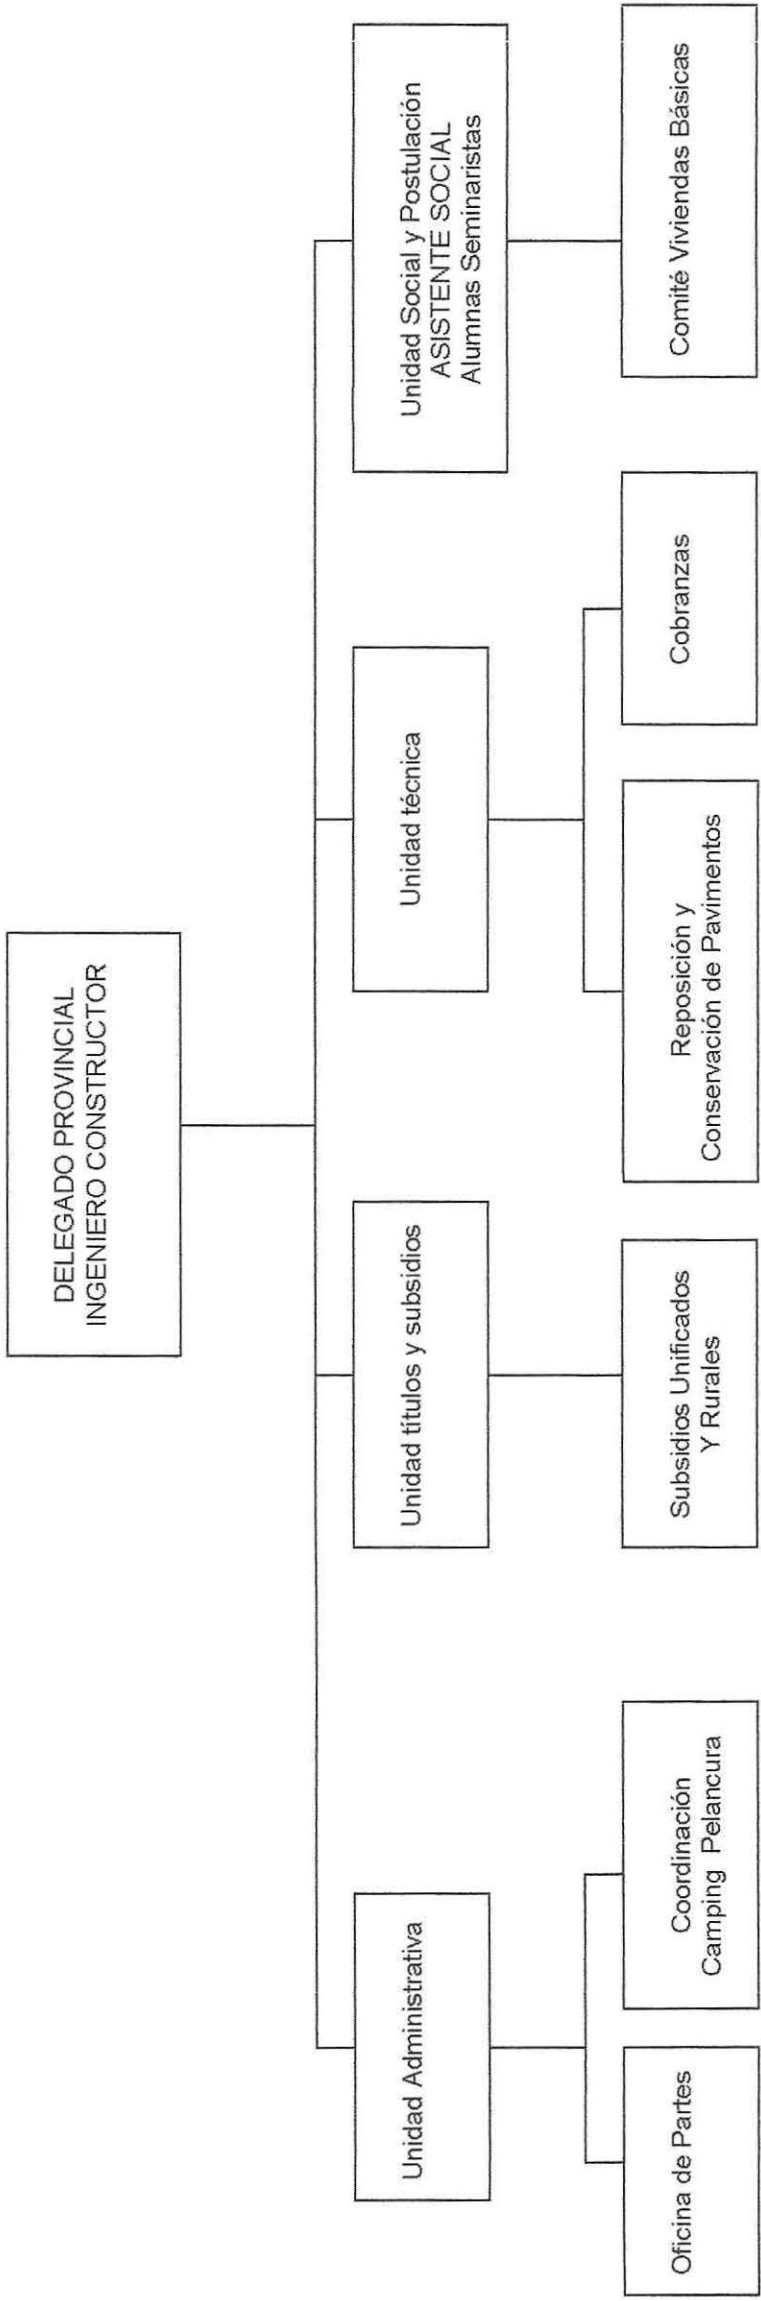 DELEGADO PROVINCIAL
INGENIERO CONSTRUCTOR
Unidad Administrativa
Unidad títulos y subsidios
Unidad técnica
Unidad Social y Postulación
ASISTENTE SOCIAL
Alumnas Seminaristas
Oficina de Partes
Coordinación
Camping Pelancura
Subsidios Unificados
Y Rurales
Reposición y
Conservación de Pavimentos
Cobranzas
Comité Viviendas Básicas